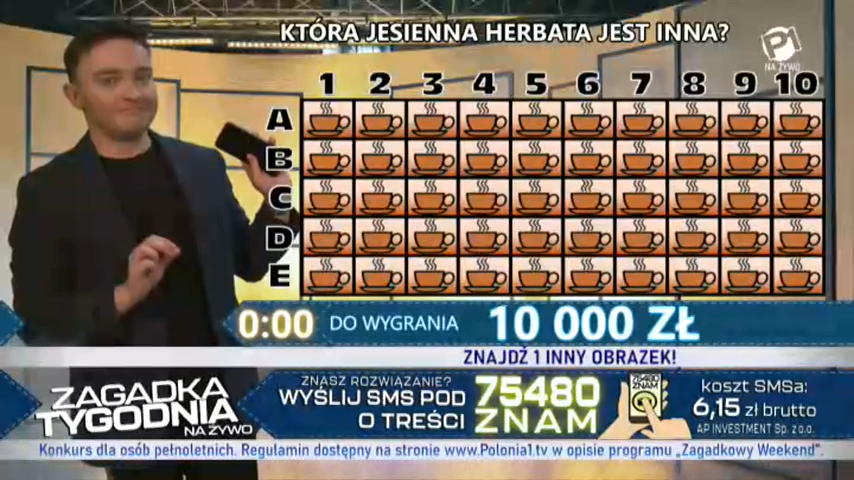 KTÓRA JESIENNA HERBATA JEST INNA?
P1
NA ŻYWO
1 2 3 4 5 6 7 8 9 10
A
B
C
D
E
0:00 DO WYGRANIA 10 000 ZŁ
ZNAJDŹ 1 INNY OBRAZEK!
ZAGADKA
TYGODNIA
NA ŻYWO
ZNASZ ROZWIĄZANIE?
WYŚLIJ SMS POD
O TREŚCI
75480
ZNAM
75480
ZNAM
koszt SMSa:
6,15 zł brutto
AP INVESTMENT Sp. z o.o.
Konkurs dla osób pełnoletnich. Regulamin dostępny na stronie www.Polonia1.tv w opisie programu „Zagadkowy Weekend".